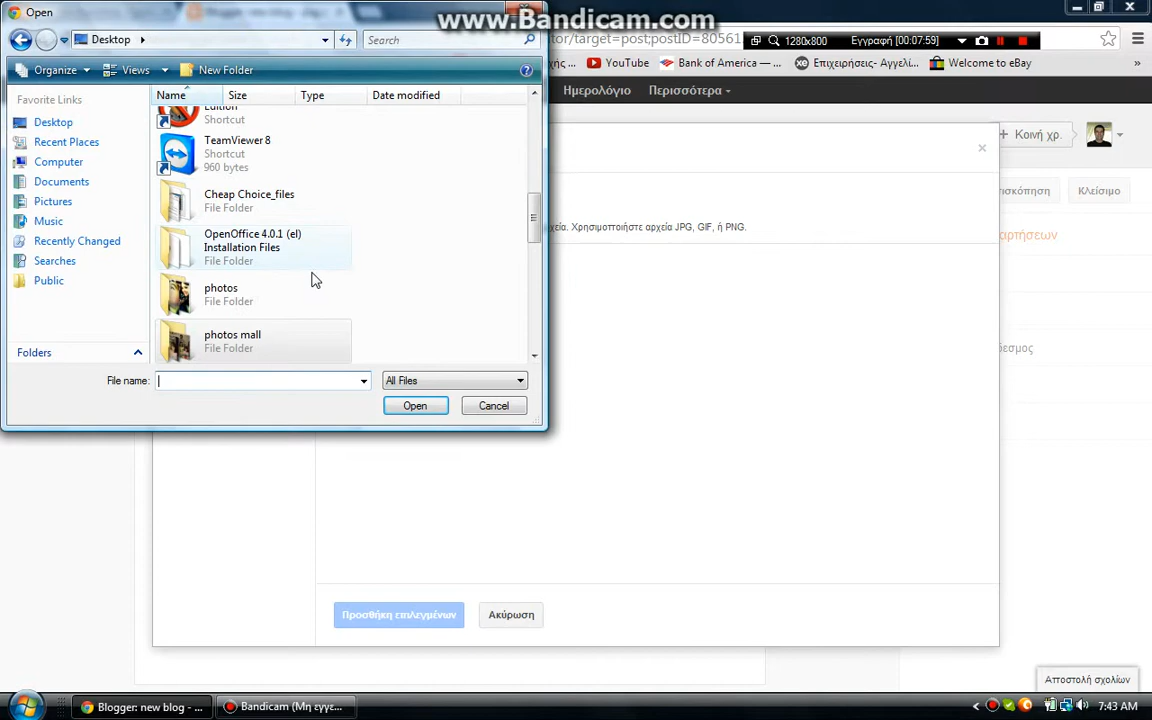 Open
www.Bandicam.com
Desktop
Search
tor/target=post;postID=80561
1280x800
Εγγραφή [00:07:59]
Organize
Views
New Folder
YouTube
Bank of America — ...
Επιχειρήσεις - Αγγελί...
Welcome to eBay
»
Favorite Links
Name
Size
Type
Date modified
Ημερολόγιο
Περισσότερα
Desktop
Recent Places
Computer
Documents
Pictures
Music
Recently Changed
Searches
Public
Folders
Edition
Shortcut
TeamViewer 8
Shortcut
960 bytes
Cheap Choice_files
File Folder
OpenOffice 4.0.1 (el)
Installation Files
File Folder
photos
File Folder
photos mall
File Folder
+ Κοινή χρ.
Κλείσιμο
χεία. Χρησιμοποιήστε αρχεία JPG, GIF, ή PNG.
αρτήσεων
δεσμος
File name:
All Files
Open
Cancel
Προσθήκη επιλεγμένων
Ακύρωση
Αποστολή σχολίων
Blogger: new blog - ...
Bandicam (Μη εγγε...
7:43 AM